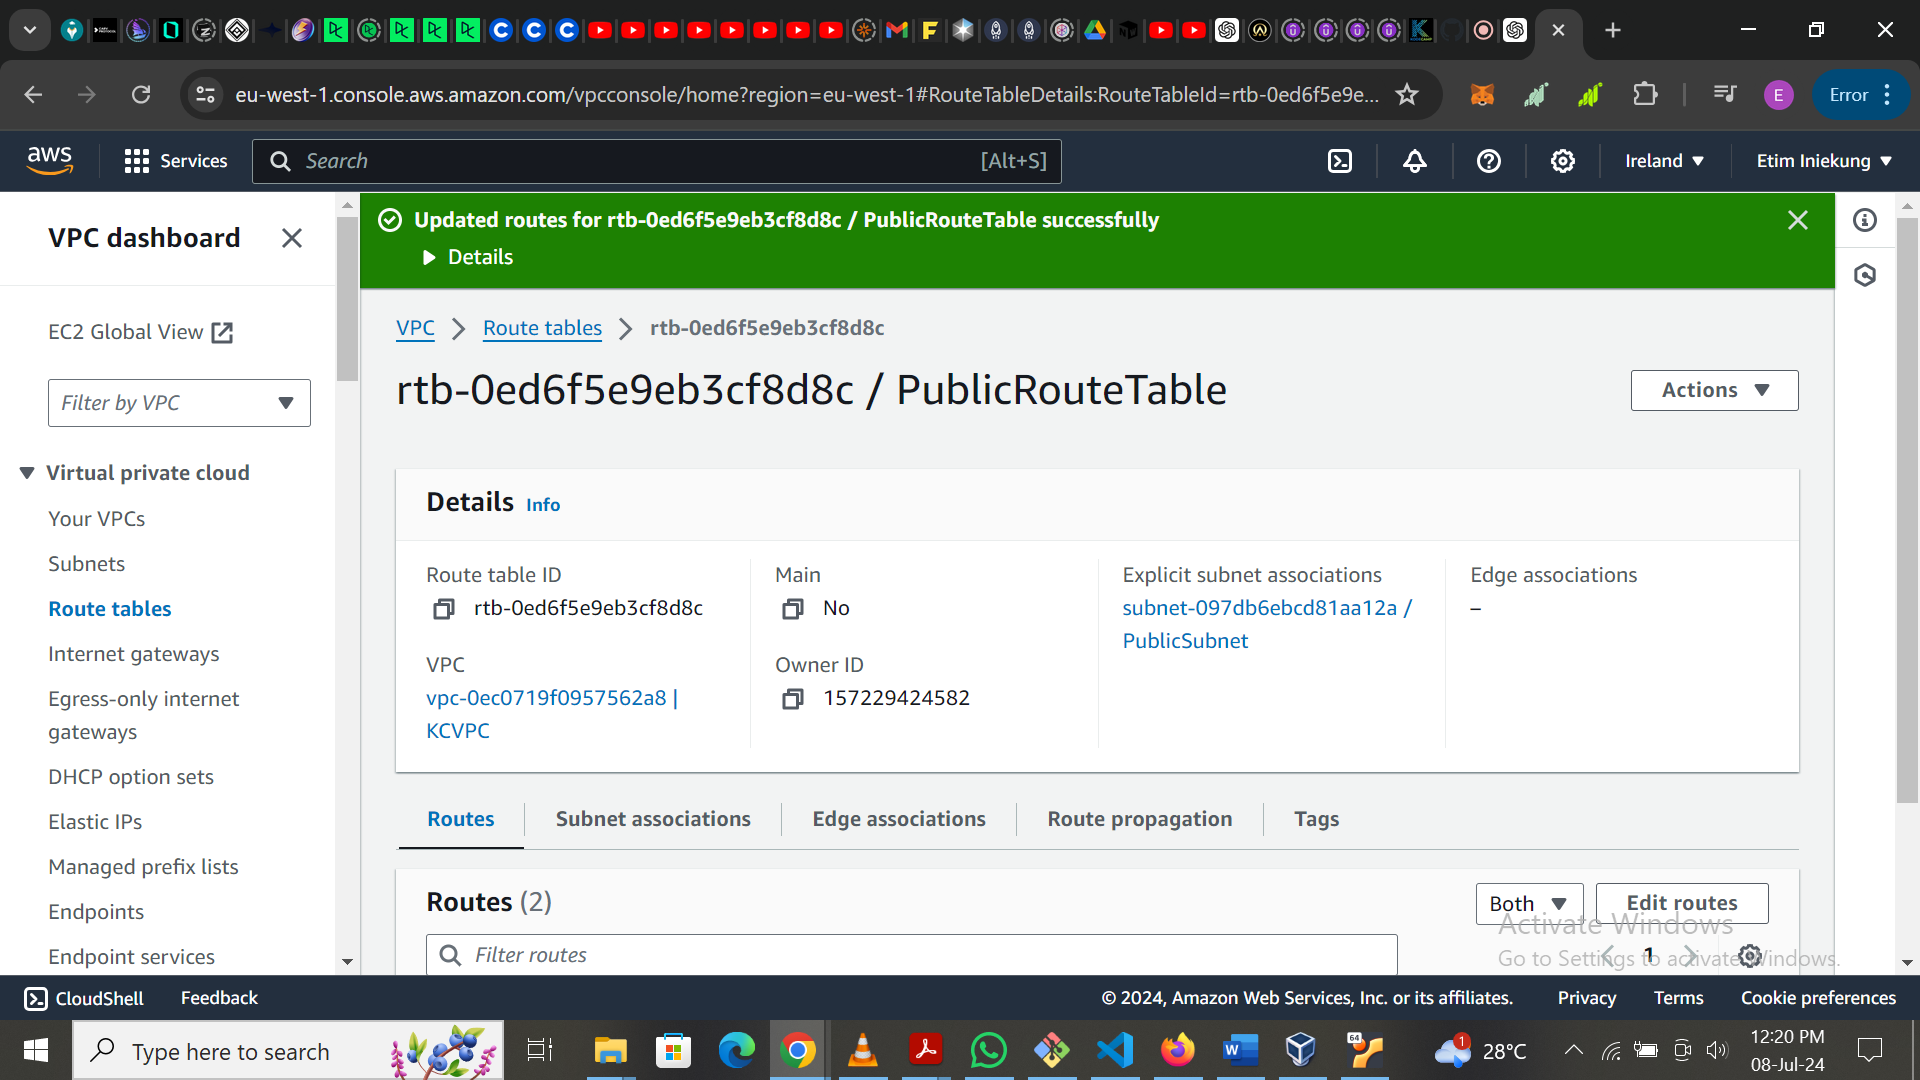 eu-west-1.console.aws.amazon.com/vpcconsole/home?region=eu-west-1#RouteTableDetails:RouteTableId=rtb-0ed6f5e9e...
E
Error
aws
Services
Search
[Alt+S]
Ireland
Etim Iniekung
VPC dashboard
EC2 Global View
Filter by VPC
Virtual private cloud
Your VPCs
Subnets
Route tables
Internet gateways
Egress-only internet
gateways
DHCP option sets
Elastic IPs
Managed prefix lists
Endpoints
Endpoint services
Updated routes for rtb-0ed6f5e9eb3cf8d8c / PublicRouteTable successfully
Details
VPC
Route tables
rtb-0ed6f5e9eb3cf8d8c
rtb-0ed6f5e9eb3cf8d8c / PublicRouteTable
Actions
Details Info
Route table ID
rtb-0ed6f5e9eb3cf8d8c
VPC
vpc-0ec0719f0957562a8 |
KCVPC
Main
No
Owner ID
157229424582
Explicit subnet associations
subnet-097db6ebcd81aa12a /
PublicSubnet
Edge associations
–
Routes
Subnet associations
Edge associations
Route propagation
Tags
Routes (2)
Both
Edit routes
Filter routes
1
Activate Windows
Go to Settings to activate Windows.
CloudShell
Feedback
© 2024, Amazon Web Services, Inc. or its affiliates.
Privacy
Terms
Cookie preferences
Type here to search
64
1
28°C
12:20 PM
08-Jul-24